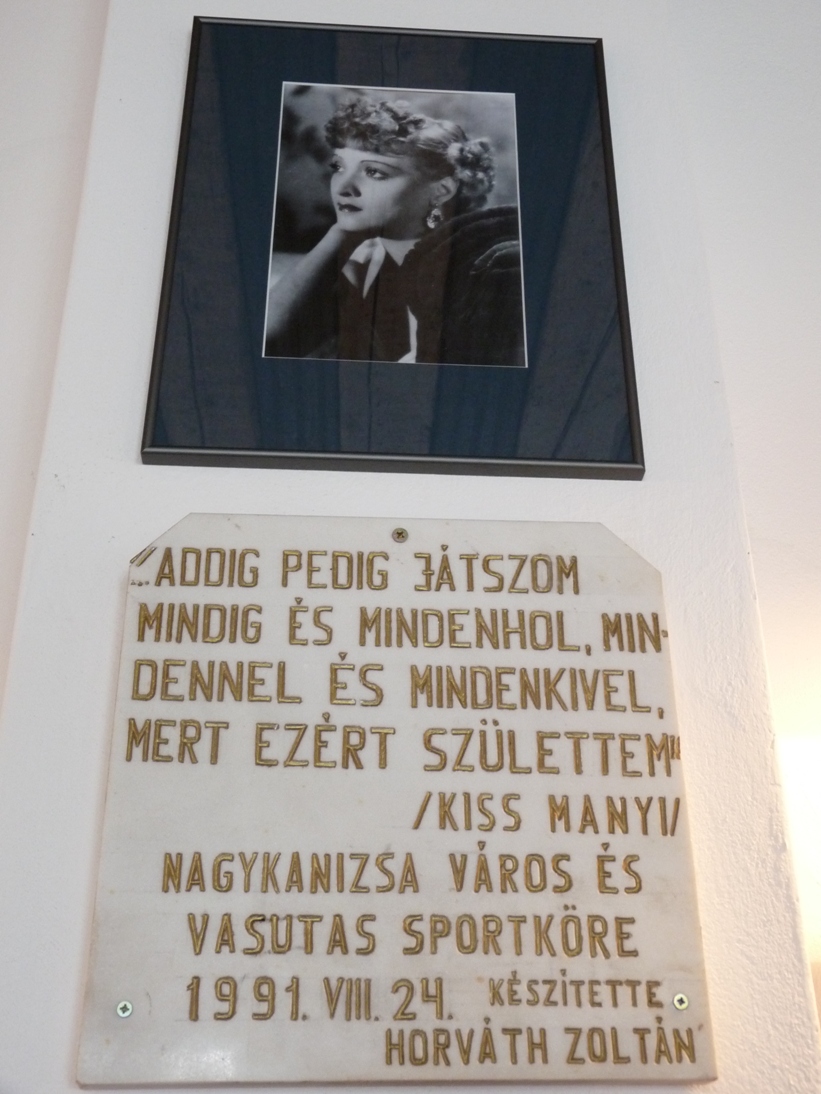 "ADDIG PEDIG JÁTSZOM
MINDIG ÉS MINDENHOL, MIN-
DENNEL ÉS MINDENKIVEL,
MERT EZÉRT SZÜLETTEM"
/KISS MANYI/
NAGYKANIZSA VÁROS ÉS
VASUTAS SPORTKÖRE
1991. VIII. 24. KÉSZÍTETTE
HORVÁTH ZOLTÁN